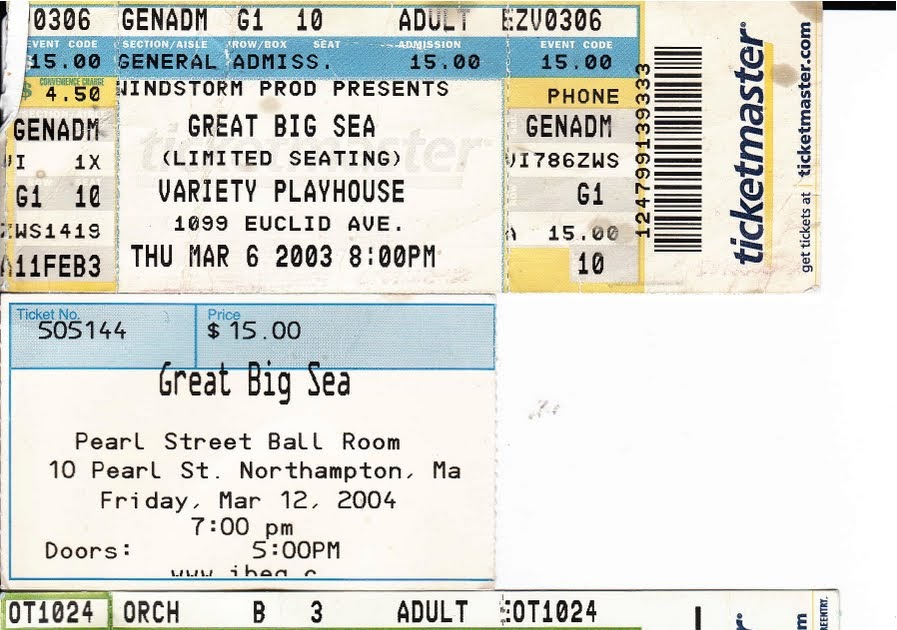 0306 GENADM G1 10 ADULT EZV0306
EVENT CODE SECTION/AISLE ROW/BOX SEAT ADMISSION EVENT CODE
15.00 GENERAL ADMISS. 15.00 15.00
$ CONVENIENCE CHARGE 4.50
WINDSTORM PROD PRESENTS
PHONE
GENADM GREAT BIG SEA GENADM
1X (LIMITED SEATING) VI786ZWS
G1 10 VARIETY PLAYHOUSE G1
ZWS1419 1099 EUCLID AVE. A 15.00
A11FEB3 THU MAR 6 2003 8:00PM 10
124799139333
ticketmaster
get tickets at ticketmaster.com
Ticket No. Price
505144 $ 15.00
Great Big Sea
Pearl Street Ball Room
10 Pearl St. Northampton, Ma
Friday, Mar 12, 2004
7:00 pm
Doors: 5:00PM
OT1024 ORCH B 3 ADULT EOT1024